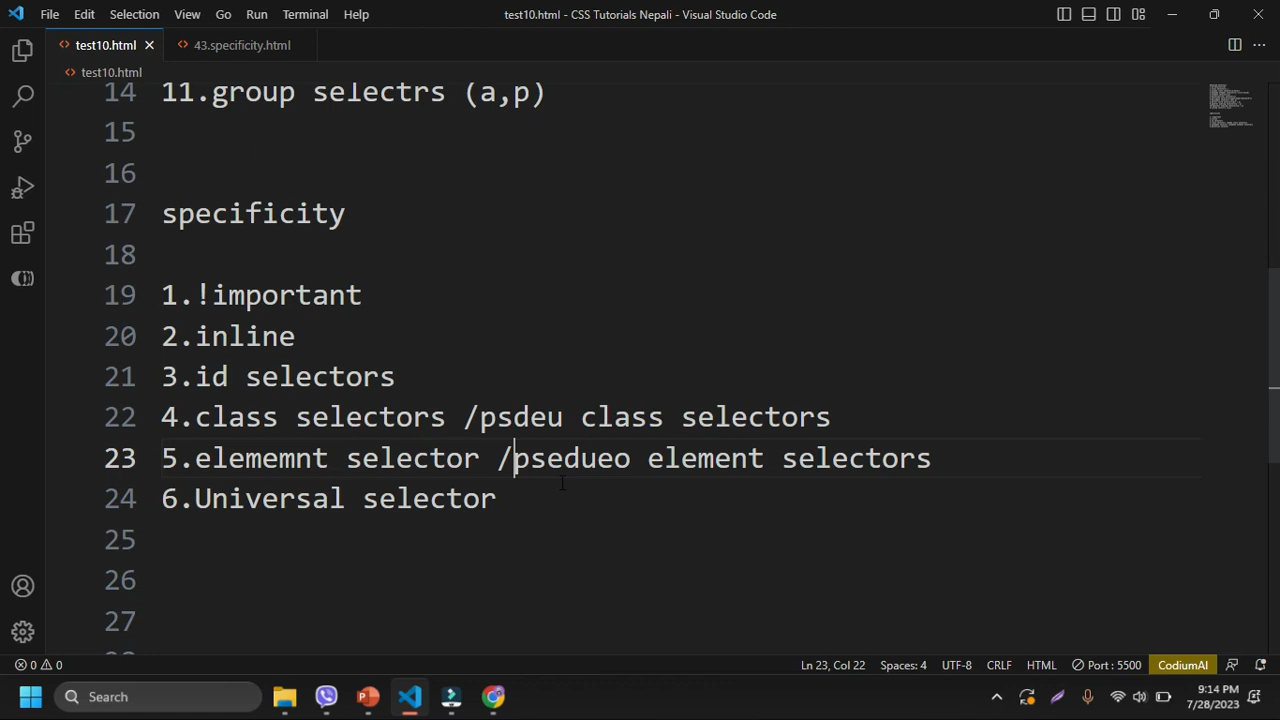 File Edit Selection View Go Run Terminal Help
test10.html - CSS Tutorials Nepali - Visual Studio Code
test10.html
43.specificity.html
test10.html
14 11.group selectrs (a,p)
15
16
17 specificity
18
19 1.!important
20 2.inline
21 3.id selectors
22 4.class selectors /psdeu class selectors
23 5.elememnt selector /psedueo element selectors
24 6.Universal selector
25
26
27
0 0
Ln 23, Col 22 Spaces: 4 UTF-8 CRLF HTML Port : 5500 CodiumAI
Search
9:14 PM
7/28/2023